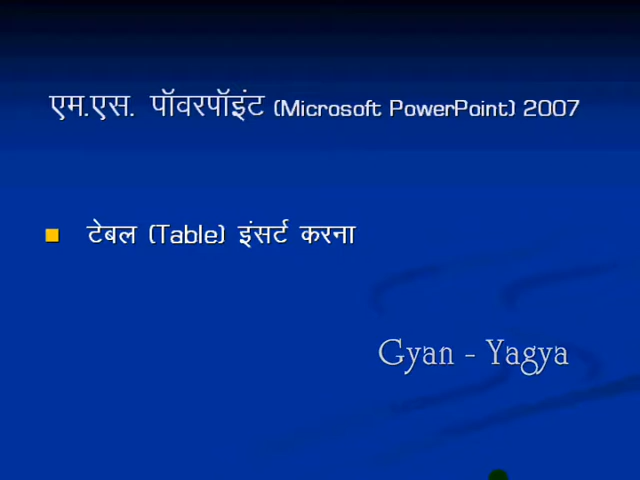 एम.एस. पॉवरपॉइंट (Microsoft PowerPoint) 2007
टेबल (Table) इंसर्ट करना
Gyan - Yagya